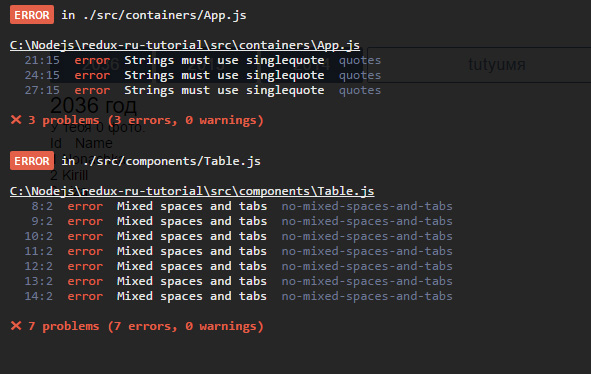 ERROR in ./src/containers/App.js
C:\Nodejs\redux-ru-tutorial\src\containers\App.js
21:15 error Strings must use singlequote quotes
24:15 error Strings must use singlequote quotes
27:15 error Strings must use singlequote quotes
tutyuмя
2036 год
✕ 3 problems (3 errors, 0 warnings)
У тебя 0 фото.
Id Name
ERROR in ./src/components/Table.js
2 Kirill
C:\Nodejs\redux-ru-tutorial\src\components\Table.js
8:2 error Mixed spaces and tabs no-mixed-spaces-and-tabs
9:2 error Mixed spaces and tabs no-mixed-spaces-and-tabs
10:2 error Mixed spaces and tabs no-mixed-spaces-and-tabs
11:2 error Mixed spaces and tabs no-mixed-spaces-and-tabs
12:2 error Mixed spaces and tabs no-mixed-spaces-and-tabs
13:2 error Mixed spaces and tabs no-mixed-spaces-and-tabs
14:2 error Mixed spaces and tabs no-mixed-spaces-and-tabs
✕ 7 problems (7 errors, 0 warnings)